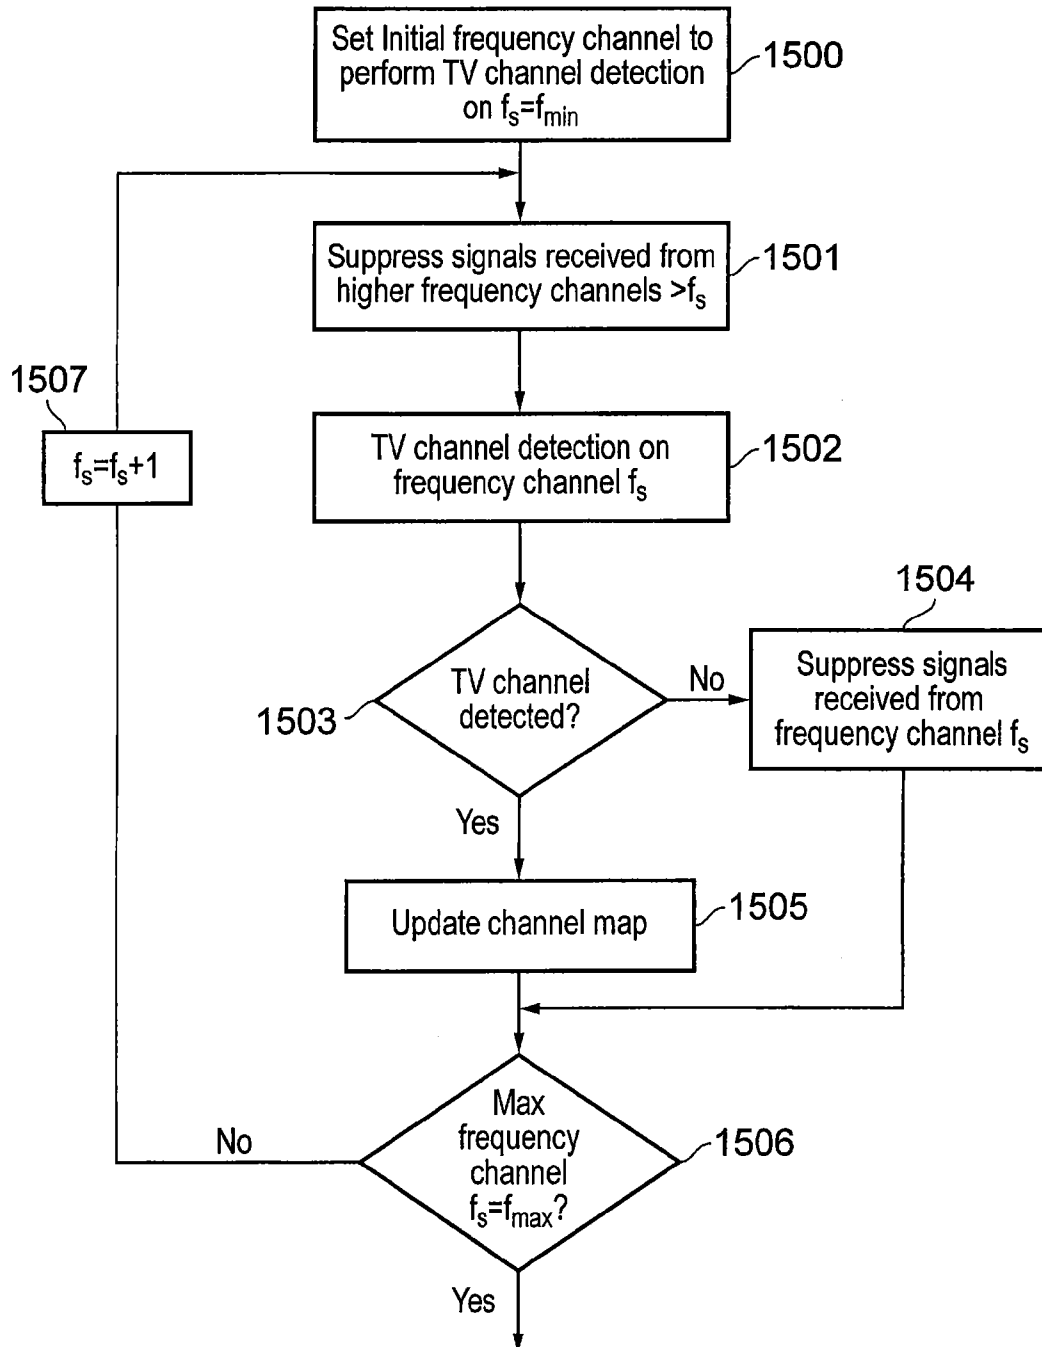 Set Initial frequency channel to
perform TV channel detection
on fs=fmin
1500
Suppress signals received from
higher frequency channels >fs
1501
1507
fs=fs+1
TV channel detection on
frequency channel fs
1502
1504
TV channel
detected?
1503
No
Suppress signals
received from
frequency channel fs
Yes
Update channel map
1505
Max
frequency
channel
fs=fmax?
1506
No
Yes